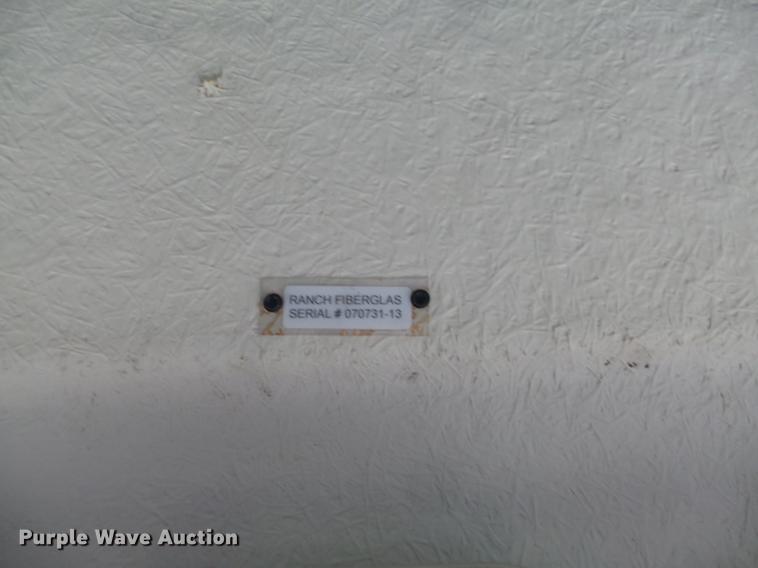 RANCH FIBERGLAS
SERIAL # 070731-13
Purple Wave Auction